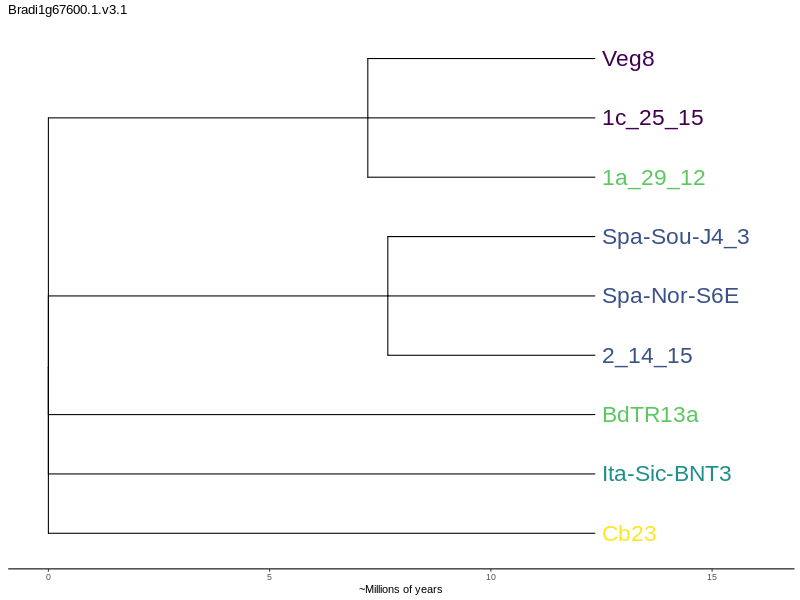 Bradi1g67600.1.v3.1
Veg8
1c_25_15
1a_29_12
Spa-Sou-J4_3
Spa-Nor-S6E
2_14_15
BdTR13a
Ita-Sic-BNT3
Cb23
0 5 10 15
~Millions of years